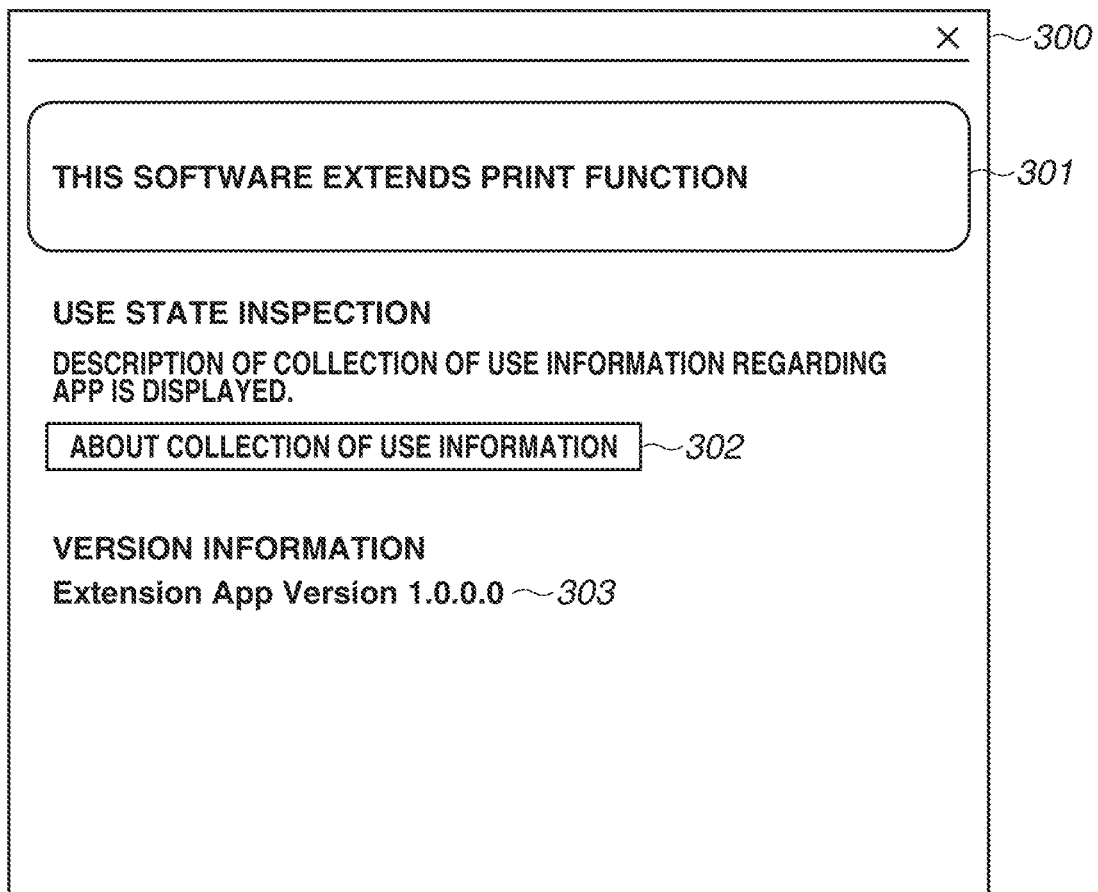 × 300
THIS SOFTWARE EXTENDS PRINT FUNCTION 301
USE STATE INSPECTION
DESCRIPTION OF COLLECTION OF USE INFORMATION REGARDING
APP IS DISPLAYED.
ABOUT COLLECTION OF USE INFORMATION 302
VERSION INFORMATION
Extension App Version 1.0.0.0 303